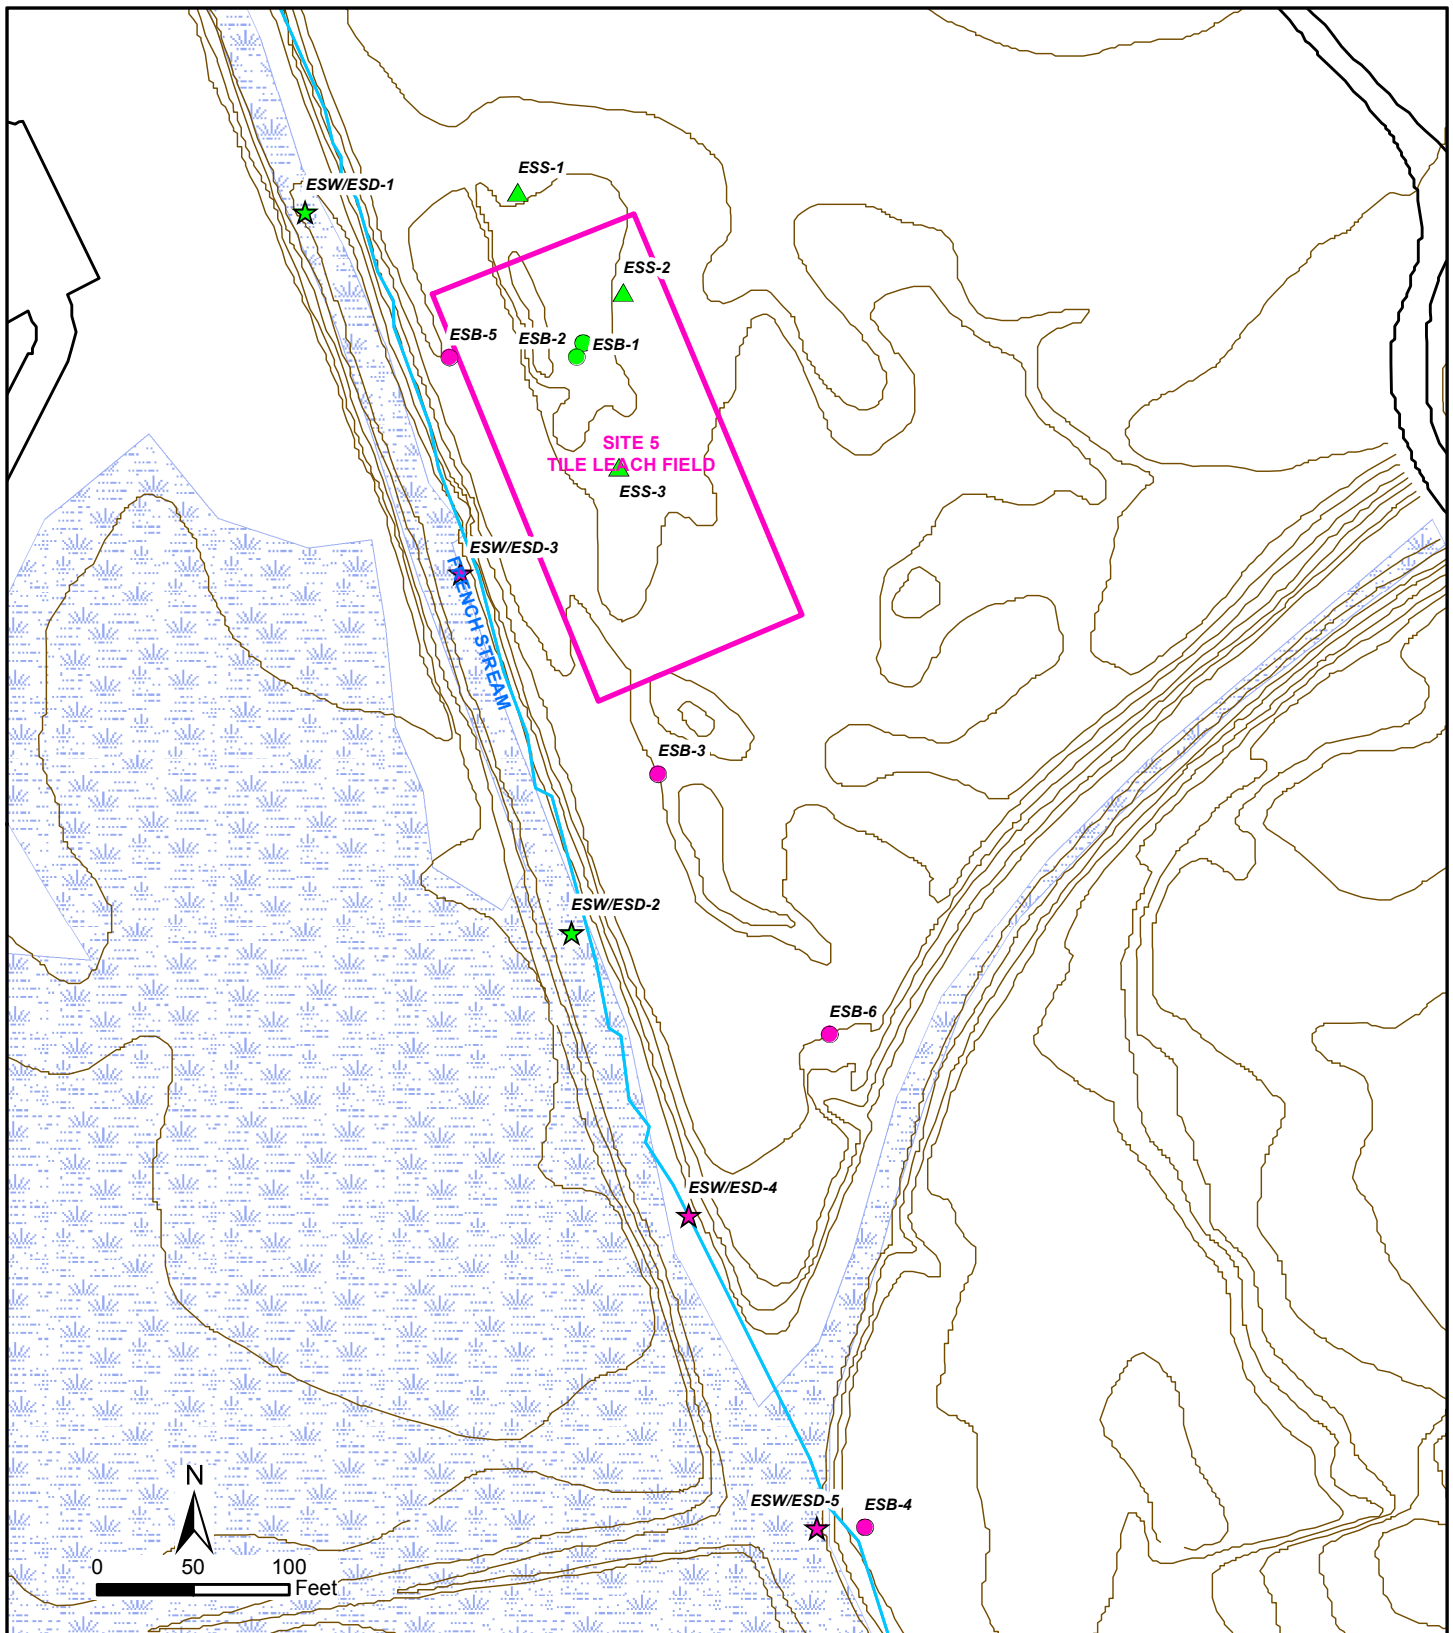 ESS-1
ESW/ESD-1
ESS-2
ESB-5
ESB-2
ESB-1
SITE 5
TILE LEACH FIELD
ESS-3
ESW/ESD-3
FRENCH STREAM
ESB-3
ESW/ESD-2
ESB-6
ESW/ESD-4
N
ESW/ESD-5
ESB-4
0 50 100
Feet